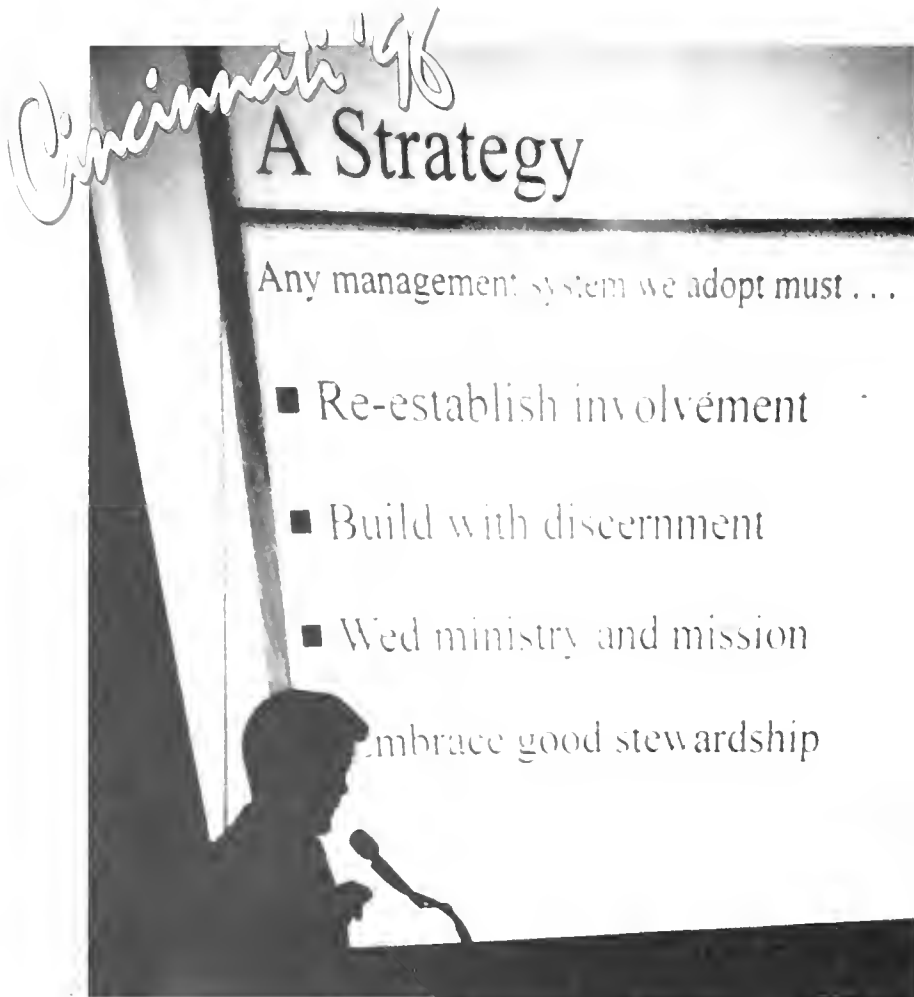 Cincinnati '96
A Strategy
Any management system we adopt must . . .
■ Re-establish involvement
■ Build with discernment
■ Wed ministry and mission
mbrace good stewardship